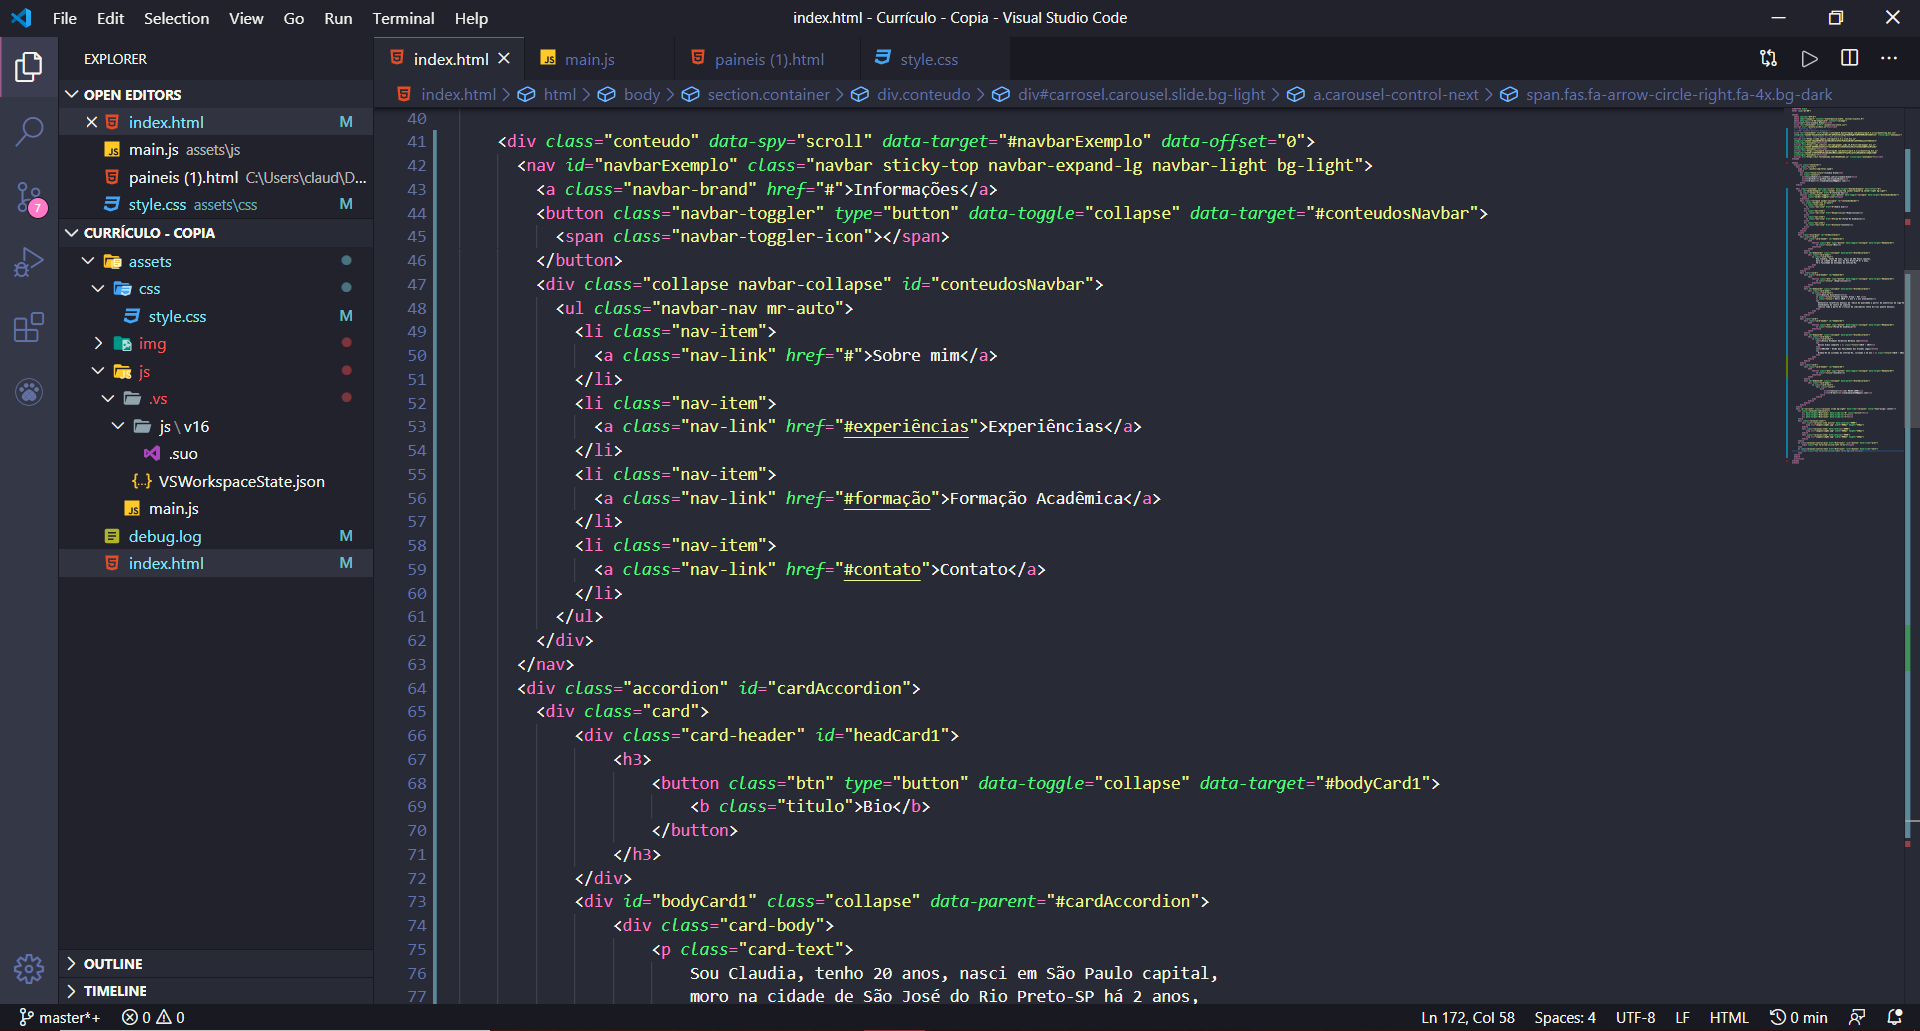 File Edit Selection View Go Run Terminal Help
index.html - Currículo - Copia - Visual Studio Code
EXPLORER
OPEN EDITORS
index.html M
main.js assets\js
paineis (1).html C:\Users\claud\D...
style.css assets\css M
CURRÍCULO - COPIA
assets
css
style.css M
img
js
.vs
js \ v16
.suo
{..} VSWorkspaceState.json
main.js
debug.log M
index.html M
OUTLINE
TIMELINE
7
index.html
main.js
paineis (1).html
style.css
index.html > html > body > section.container > div.conteudo > div#carrosel.carousel.slide.bg-light > a.carousel-control-next > span.fas.fa-arrow-circle-right.fa-4x.bg-dark
40
41 <div class="conteudo" data-spy="scroll" data-target="#navbarExemplo" data-offset="0">
42 <nav id="navbarExemplo" class="navbar sticky-top navbar-expand-lg navbar-light bg-light">
43 <a class="navbar-brand" href="#">Informações</a>
44 <button class="navbar-toggler" type="button" data-toggle="collapse" data-target="#conteudosNavbar">
45 <span class="navbar-toggler-icon"></span>
46 </button>
47 <div class="collapse navbar-collapse" id="conteudosNavbar">
48 <ul class="navbar-nav mr-auto">
49 <li class="nav-item">
50 <a class="nav-link" href="#">Sobre mim</a>
51 </li>
52 <li class="nav-item">
53 <a class="nav-link" href="#experiências">Experiências</a>
54 </li>
55 <li class="nav-item">
56 <a class="nav-link" href="#formação">Formação Acadêmica</a>
57 </li>
58 <li class="nav-item">
59 <a class="nav-link" href="#contato">Contato</a>
60 </li>
61 </ul>
62 </div>
63 </nav>
64 <div class="accordion" id="cardAccordion">
65 <div class="card">
66 <div class="card-header" id="headCard1">
67 <h3>
68 <button class="btn" type="button" data-toggle="collapse" data-target="#bodyCard1">
69 <b class="titulo">Bio</b>
70 </button>
71 </h3>
72 </div>
73 <div id="bodyCard1" class="collapse" data-parent="#cardAccordion">
74 <div class="card-body">
75 <p class="card-text">
76 Sou Claudia, tenho 20 anos, nasci em São Paulo capital,
77 moro na cidade de São José do Rio Preto-SP há 2 anos,
master*+ 0 0
Ln 172, Col 58 Spaces: 4 UTF-8 LF HTML 0 min